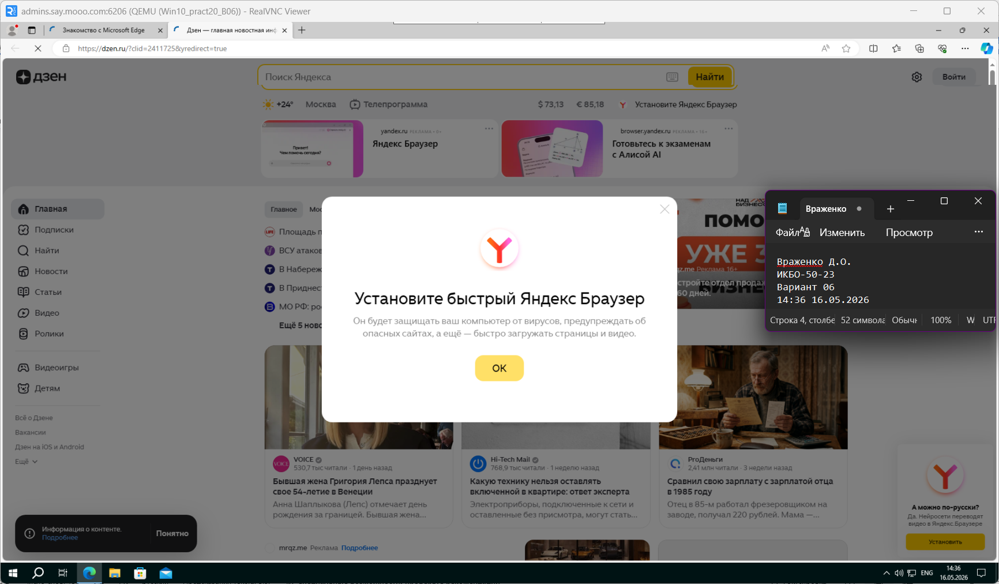 admins.say.mooo.com:6206 (QEMU (Win10_pract20_B06)) - RealVNC Viewer
Знакомство с Microsoft Edge
Дзен — главная новостная инф
https://dzen.ru/?clid=2411725&yredirect=true
дзен
Поиск Яндекса
Найти
Войти
+24°
Москва
Телепрограмма
$ 73,13
€ 85,18
Установите Яндекс Браузер
yandex.ru РЕКЛАМА • 0+
Яндекс Браузер
Привет!
Чем помочь сегодня?
browser.yandex.ru РЕКЛАМА • 16+
Готовьтесь к экзаменам
с Алисой AI
Главная
Подписки
Найти
Новости
Статьи
Видео
Ролики
Видеоигры
Детям
Всё о Дзене
Вакансии
Дзен на iOS и Android
Ещё
Главное
Мос
Площадь п
ВСУ атаков
В Набереж
В Приднес
МО РФ: рос
Ещё 5 ново
Установите быстрый Яндекс Браузер
Он будет защищать ваш компьютер от вирусов, предупреждать об
опасных сайтах, а ещё — быстро загружать страницы и видео.
ОК
НАД
БИЗНЕСО
ПОМО
УЖЕ З
qz.me Реклама 16+
БИЗНЕС
стройте отдел продаж
60 дней.
Враженко
Файл
Изменить
Просмотр
Враженко Д.О.
ИКБО-50-23
Вариант 06
14:36 16.05.2026
Строка 4, столбе
52 символа
Обычн
100%
W
UTF
VOICE
VOICE
530,7 тыс читали · 1 день назад
Бывшая жена Григория Лепса празднует
свое 54-летие в Венеции
Анна Шаплыкова (Лепс) отмечает день
рождения за границей. Бывшая жена...
Hi-Tech Mail
768,9 тыс читали · 1 неделю назад
Какую технику нельзя оставлять
включенной в квартире: ответ эксперта
Электроприборы, подключенные к сети и
оставленные без присмотра, могут стать...
ProДеньги
2,41 млн читали · 3 недели назад
Сравнил свою зарплату с зарплатой отца
в 1985 году
Отец в 85-м работал фрезеровщиком на
заводе, получал 220 рублей. Мама —...
А можно по-русски?
Да. Нейросети переводят
видео в Яндекс.Браузере
Установить
Информация о контенте.
Подробнее
Понятно
mrqz.me Реклама Подробнее
ENG
14:36
16.05.2026